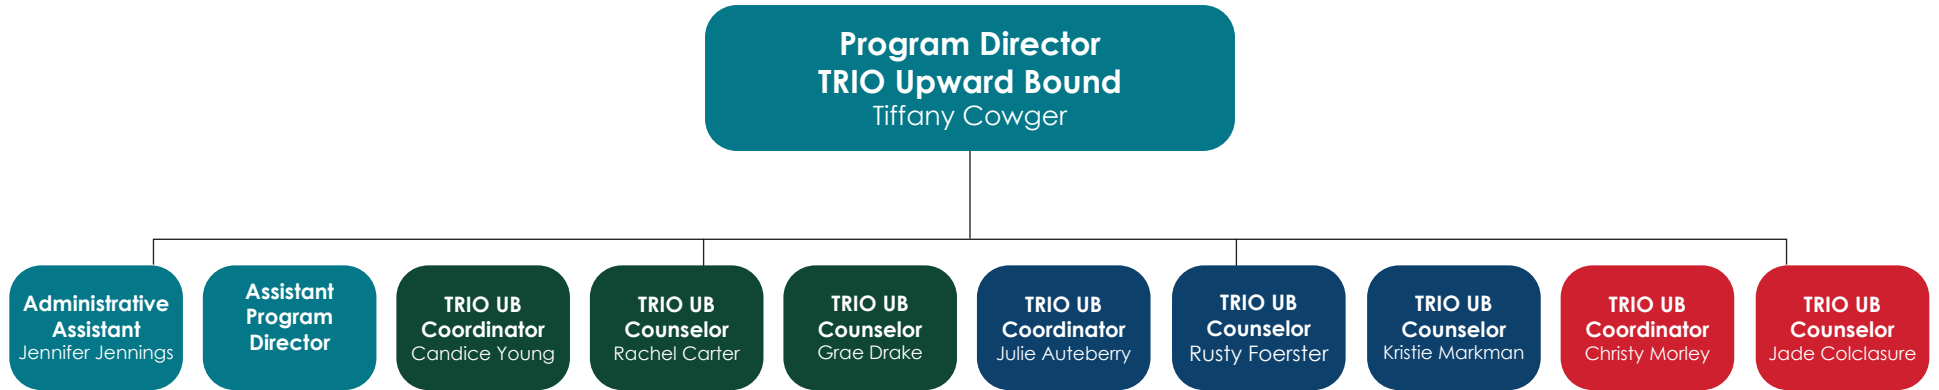 Program Director
TRIO Upward Bound
Tiffany Cowger
Administrative
Assistant
Jennifer Jennings
Assistant
Program
Director
TRIO UB
Coordinator
Candice Young
TRIO UB
Counselor
Rachel Carter
TRIO UB
Counselor
Grae Drake
TRIO UB
Coordinator
Julie Auteberry
TRIO UB
Counselor
Rusty Foerster
TRIO UB
Counselor
Kristie Markman
TRIO UB
Coordinator
Christy Morley
TRIO UB
Counselor
Jade Colclasure